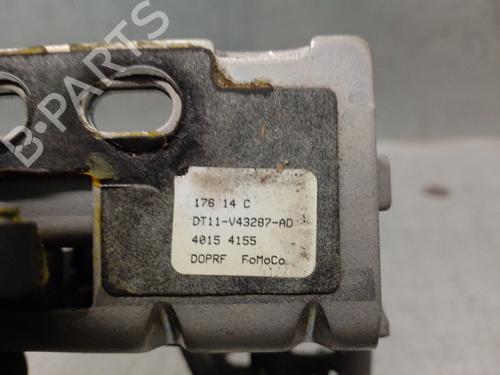 B-PARTS
176 14 C
DT11-V43287-AD
4015 4155
DOPRF FoMoCo